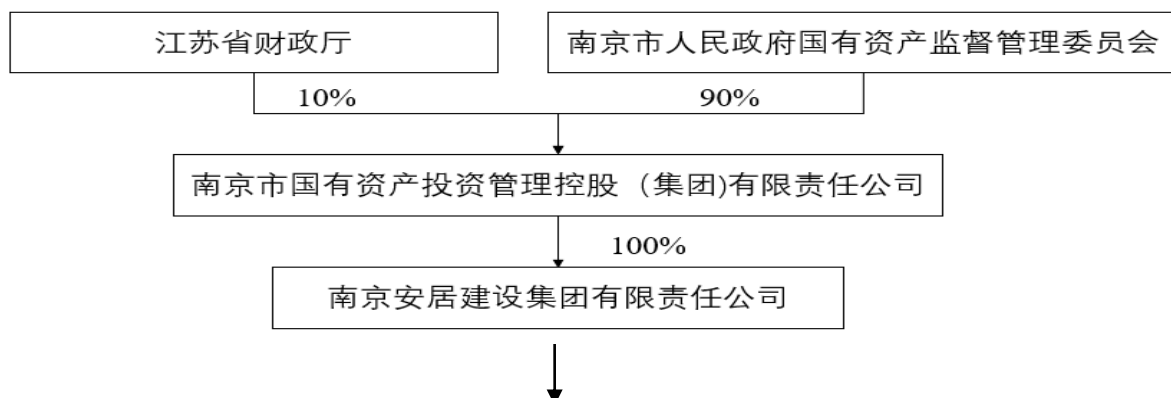 江苏省财政厅
南京市人民政府国有资产监督管理委员会
10%
90%
南京市国有资产投资管理控股（集团)有限责任公司
100%
南京安居建设集团有限责任公司